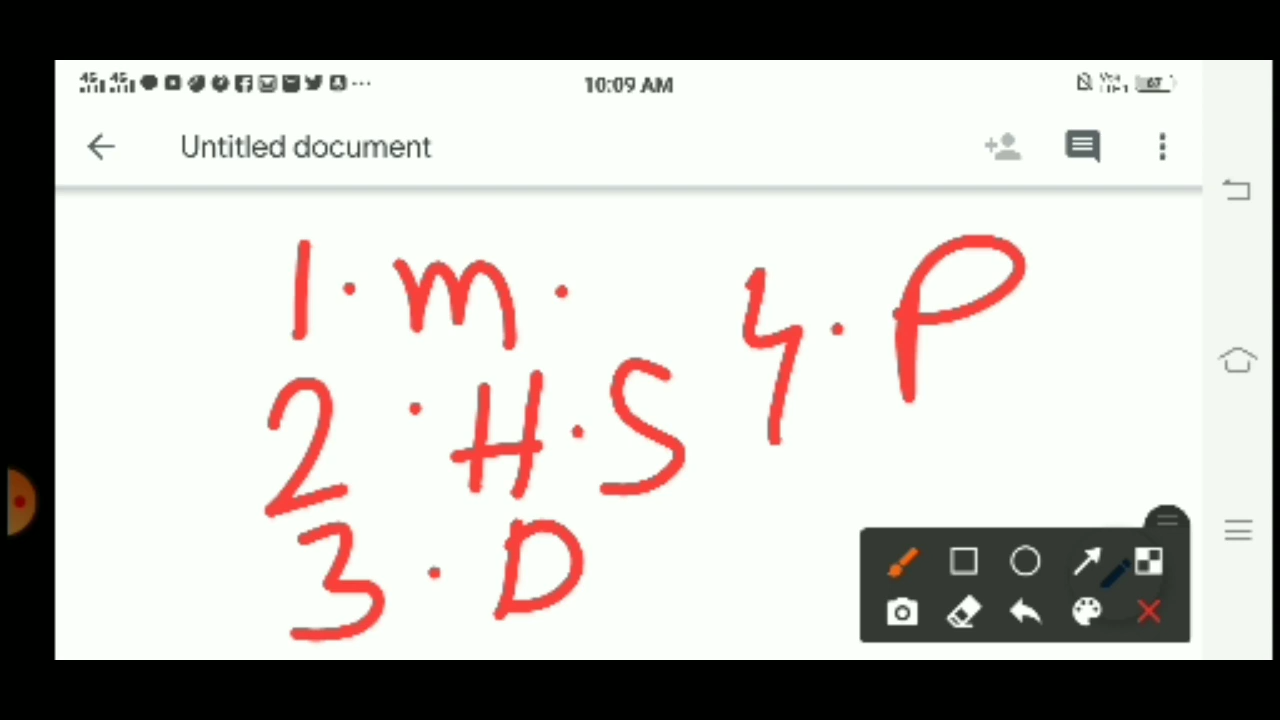 10:09 AM
Untitled document
1. m.
2. H.S
3. D
4. P